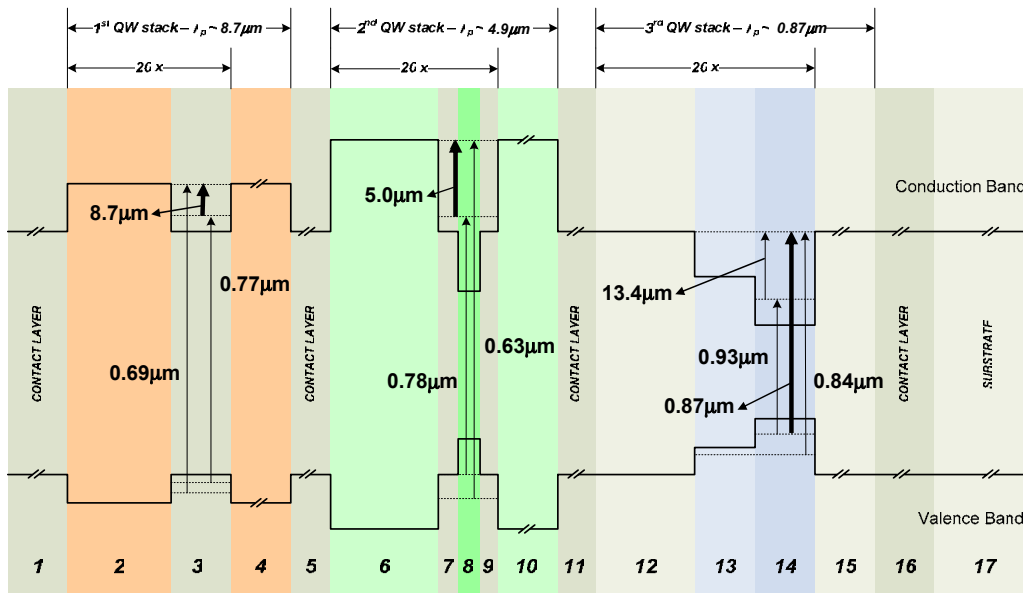 1st QW stack – λp ~ 8.7µm
2nd QW stack – λp ~ 4.9µm
3rd QW stack – λp ~ 0.87µm
20 x
20 x
20 x
Conduction Band
8.7µm
5.0µm
0.77µm
13.4µm
0.69µm
0.78µm
0.63µm
0.93µm
0.87µm
0.84µm
CONTACT LAYER
CONTACT LAYER
CONTACT LAYER
CONTACT LAYER
SUBSTRATE
Valence Band
1 2 3 4 5 6 7 8 9 10 11 12 13 14 15 16 17